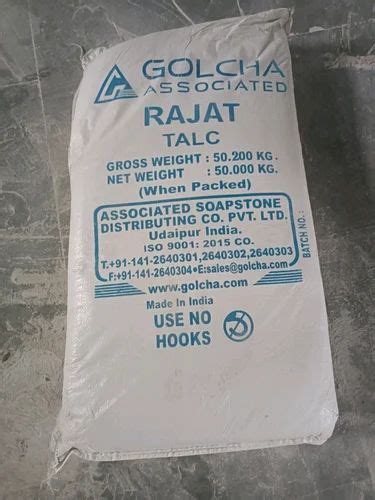 GOLCHA
ASSOCIATED
RAJAT
TALC
GROSS WEIGHT : 50.200 KG.
NET WEIGHT : 50.000 KG.
(When Packed)
ASSOCIATED SOAPSTONE
DISTRIBUTING CO. PVT. LTD.
Udaipur India.
ISO 9001: 2015 CO.
T.+91-141-2640301,2640302,2640303
F:+91-141-2640304•E:sales@golcha.com
BATCH NO.:
www.golcha.com
Made In India
USE NO
HOOKS